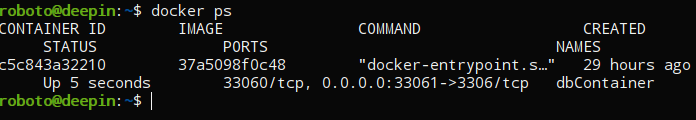 roboto@deepin:~$ docker ps
CONTAINER ID        IMAGE               COMMAND                  CREATED
      STATUS              PORTS                                NAMES
c5c843a32210        37a5098f0c48        "docker-entrypoint.s…"   29 hours ago
      Up 5 seconds        33060/tcp, 0.0.0.0:33061->3306/tcp   dbContainer
roboto@deepin:~$